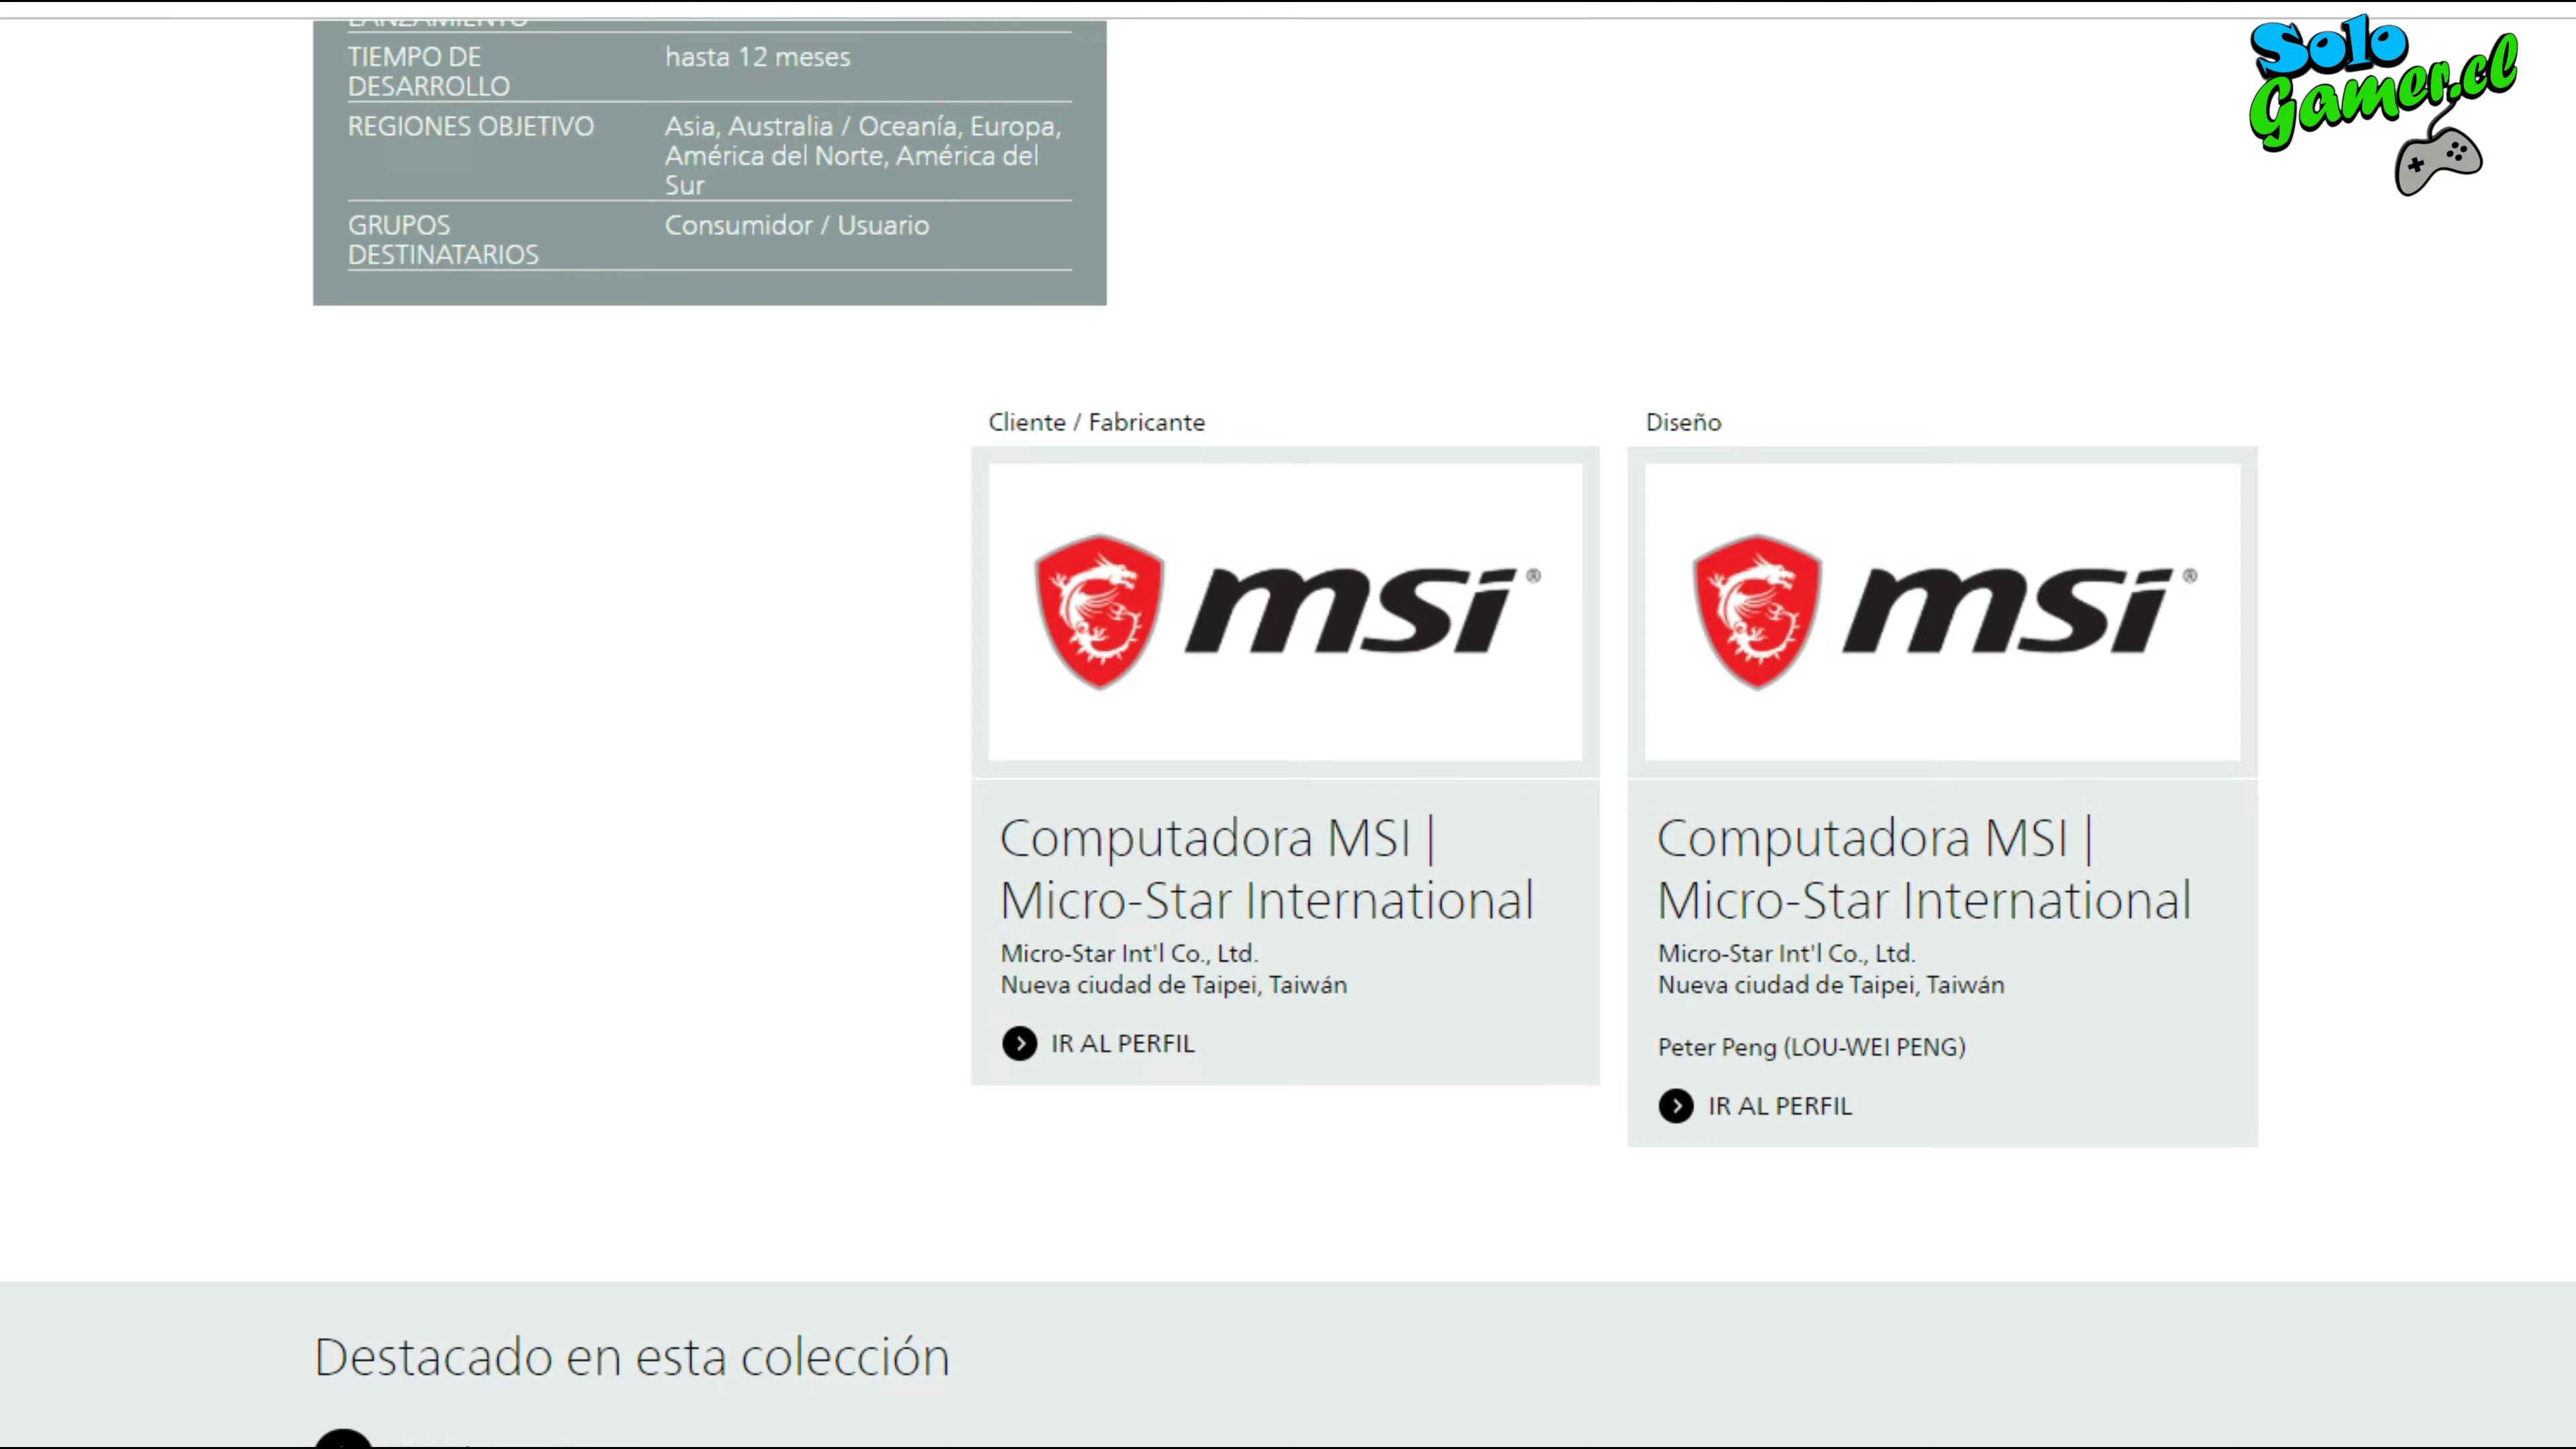 LANZAMIENTO
TIEMPO DE
DESARROLLO
hasta 12 meses
REGIONES OBJETIVO
Asia, Australia / Oceanía, Europa,
América del Norte, América del
Sur
GRUPOS
DESTINATARIOS
Consumidor / Usuario
Solo
Gamer.cl
Cliente / Fabricante
msi®
Computadora MSI |
Micro-Star International
Micro-Star Int'l Co., Ltd.
Nueva ciudad de Taipei, Taiwán
IR AL PERFIL
Diseño
msi®
Computadora MSI |
Micro-Star International
Micro-Star Int'l Co., Ltd.
Nueva ciudad de Taipei, Taiwán
Peter Peng (LOU-WEI PENG)
IR AL PERFIL
Destacado en esta colección